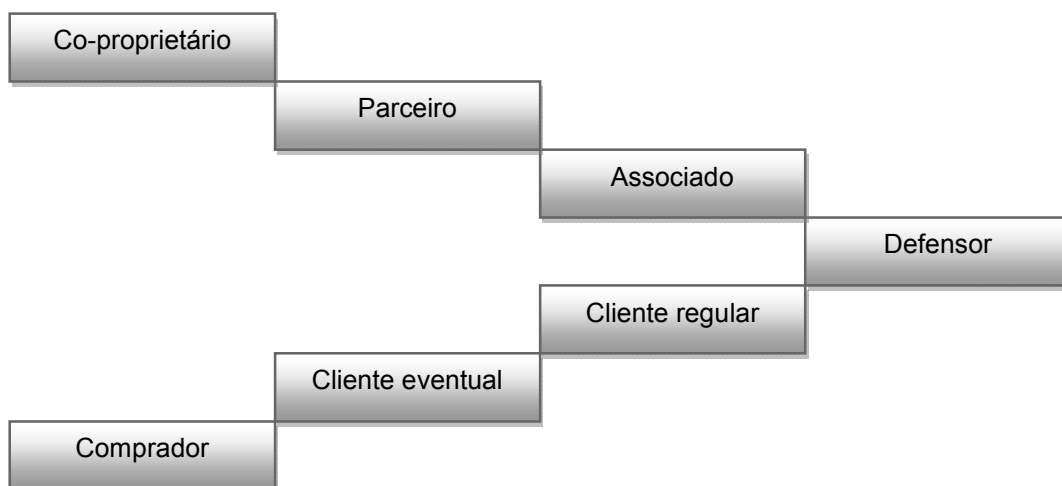 Co-proprietário
Parceiro
Associado
Defensor
Cliente regular
Cliente eventual
Comprador